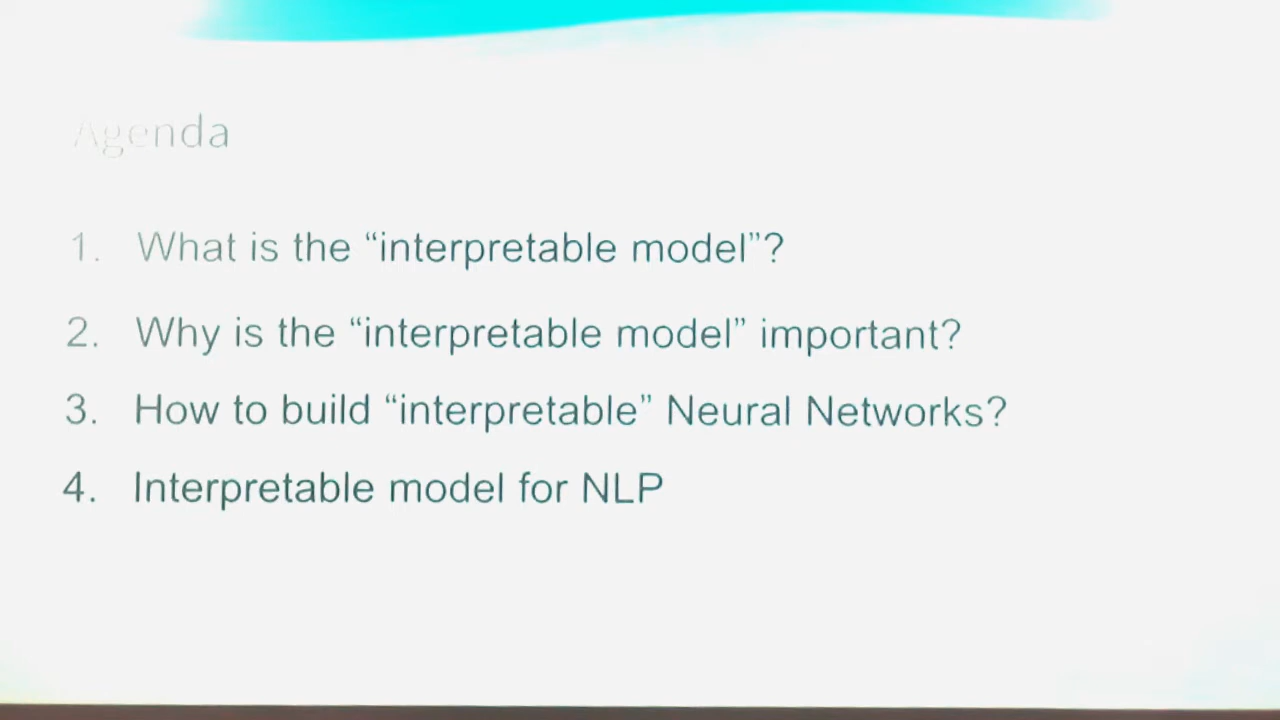 Agenda
1. What is the “interpretable model”?
2. Why is the “interpretable model” important?
3. How to build “interpretable” Neural Networks?
4. Interpretable model for NLP